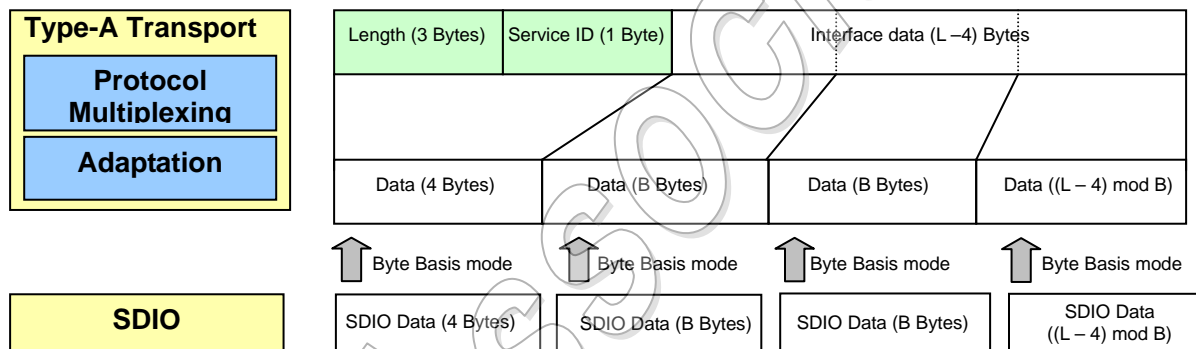 Type-A Transport
Protocol
Multiplexing
Adaptation
Length (3 Bytes) Service ID (1 Byte) Interface data (L –4) Bytes
Data (4 Bytes) Data (B Bytes) Data (B Bytes) Data ((L – 4) mod B)
Byte Basis mode Byte Basis mode Byte Basis mode Byte Basis mode
SDIO
SDIO Data (4 Bytes) SDIO Data (B Bytes) SDIO Data (B Bytes) SDIO Data
((L – 4) mod B)